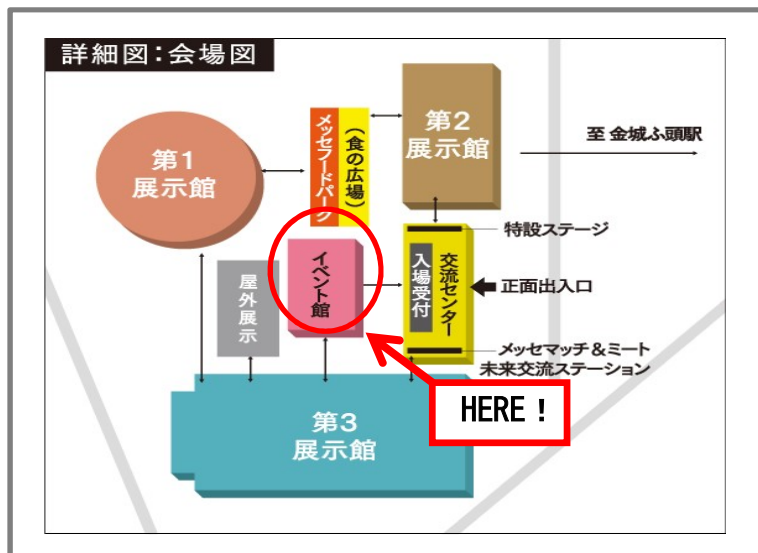 詳細図:会場図
第1
展示館
メッセフードパーク
(食の広場)
第2
展示館
至 金城ふ頭駅
特設ステージ
イベント館
入場受付
交流センター
正面出入口
屋外展示
メッセマッチ&ミート
未来交流ステーション
HERE!
第3
展示館